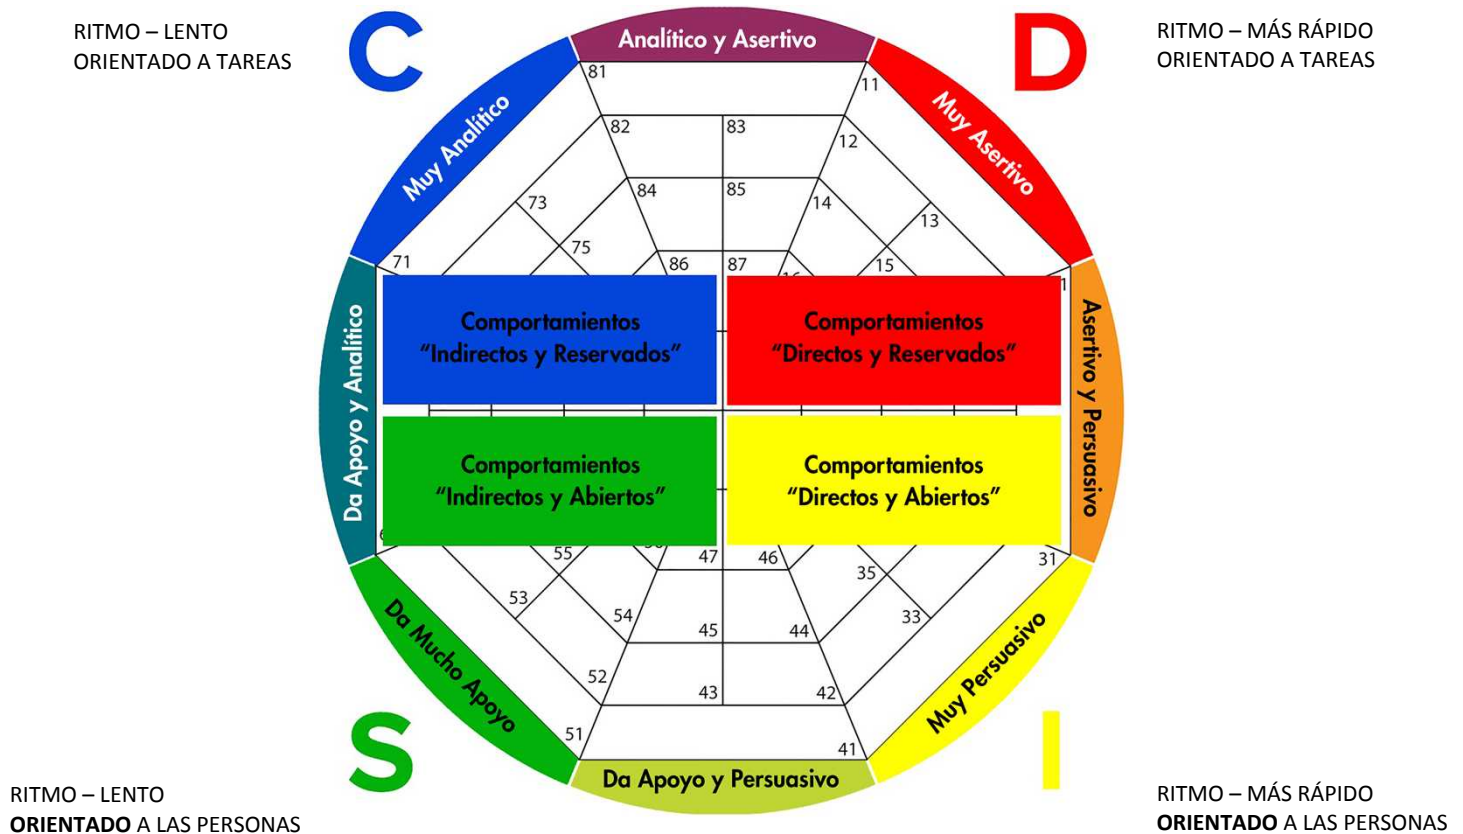 RITMO – LENTO
ORIENTADO A TAREAS
C
Analítico y Asertivo
D
RITMO – MÁS RÁPIDO
ORIENTADO A TAREAS
Muy Analítico
Muy Asertivo
81
11
82
83
12
84
85
14
73
13
75
15
86
87
71
Da Apoyo y Analítico
Comportamientos
“Indirectos y Reservados”
Comportamientos
“Directos y Reservados”
Asertivo y Persuasivo
Comportamientos
“Indirectos y Abiertos”
Comportamientos
“Directos y Abiertos”
55
47
46
31
35
53
33
54
45
44
52
43
42
51
41
Da Mucho Apoyo
Muy Persuasivo
S
Da Apoyo y Persuasivo
I
RITMO – LENTO
ORIENTADO A LAS PERSONAS
RITMO – MÁS RÁPIDO
ORIENTADO A LAS PERSONAS